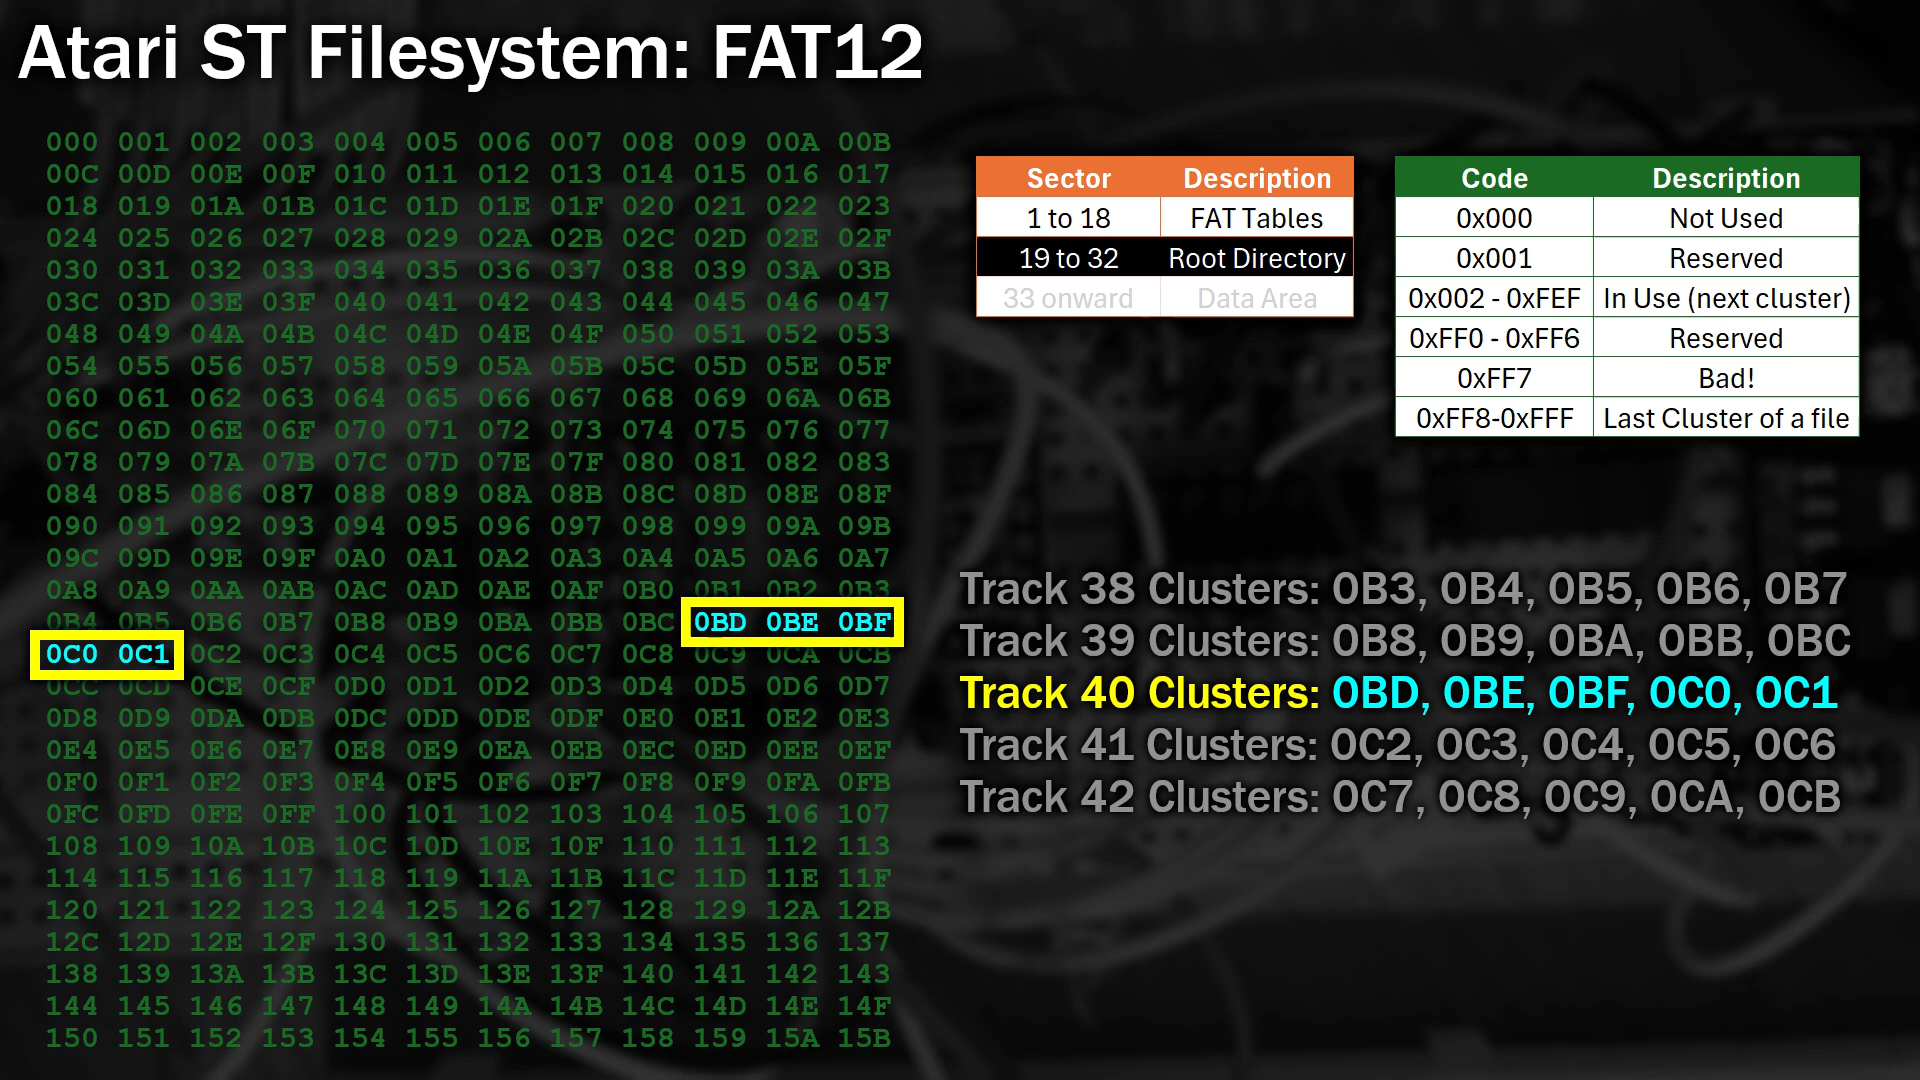 Atari ST Filesystem: FAT12
000 001 002 003 004 005 006 007 008 009 00A 00B
00C 00D 00E 00F 010 011 012 013 014 015 016 017
018 019 01A 01B 01C 01D 01E 01F 020 021 022 023
024 025 026 027 028 029 02A 02B 02C 02D 02E 02F
030 031 032 033 034 035 036 037 038 039 03A 03B
03C 03D 03E 03F 040 041 042 043 044 045 046 047
048 049 04A 04B 04C 04D 04E 04F 050 051 052 053
054 055 056 057 058 059 05A 05B 05C 05D 05E 05F
060 061 062 063 064 065 066 067 068 069 06A 06B
06C 06D 06E 06F 070 071 072 073 074 075 076 077
078 079 07A 07B 07C 07D 07E 07F 080 081 082 083
084 085 086 087 088 089 08A 08B 08C 08D 08E 08F
090 091 092 093 094 095 096 097 098 099 09A 09B
09C 09D 09E 09F 0A0 0A1 0A2 0A3 0A4 0A5 0A6 0A7
0A8 0A9 0AA 0AB 0AC 0AD 0AE 0AF 0B0 0B1 0B2 0B3
0B4 0B5 0B6 0B7 0B8 0B9 0BA 0BB 0BC 0BD 0BE 0BF
0C0 0C1 0C2 0C3 0C4 0C5 0C6 0C7 0C8 0C9 0CA 0CB
0CC 0CD 0CE 0CF 0D0 0D1 0D2 0D3 0D4 0D5 0D6 0D7
0D8 0D9 0DA 0DB 0DC 0DD 0DE 0DF 0E0 0E1 0E2 0E3
0E4 0E5 0E6 0E7 0E8 0E9 0EA 0EB 0EC 0ED 0EE 0EF
0F0 0F1 0F2 0F3 0F4 0F5 0F6 0F7 0F8 0F9 0FA 0FB
0FC 0FD 0FE 0FF 100 101 102 103 104 105 106 107
108 109 10A 10B 10C 10D 10E 10F 110 111 112 113
114 115 116 117 118 119 11A 11B 11C 11D 11E 11F
120 121 122 123 124 125 126 127 128 129 12A 12B
12C 12D 12E 12F 130 131 132 133 134 135 136 137
138 139 13A 13B 13C 13D 13E 13F 140 141 142 143
144 145 146 147 148 149 14A 14B 14C 14D 14E 14F
150 151 152 153 154 155 156 157 158 159 15A 15B
Sector Description
1 to 18 FAT Tables
19 to 32 Root Directory
33 onward Data Area
Code Description
0x000 Not Used
0x001 Reserved
0x002 - 0xFEF In Use (next cluster)
0xFF0 - 0xFF6 Reserved
0xFF7 Bad!
0xFF8-0xFFF Last Cluster of a file
Track 38 Clusters: 0B3, 0B4, 0B5, 0B6, 0B7
Track 39 Clusters: 0B8, 0B9, 0BA, 0BB, 0BC
Track 40 Clusters: 0BD, 0BE, 0BF, 0C0, 0C1
Track 41 Clusters: 0C2, 0C3, 0C4, 0C5, 0C6
Track 42 Clusters: 0C7, 0C8, 0C9, 0CA, 0CB